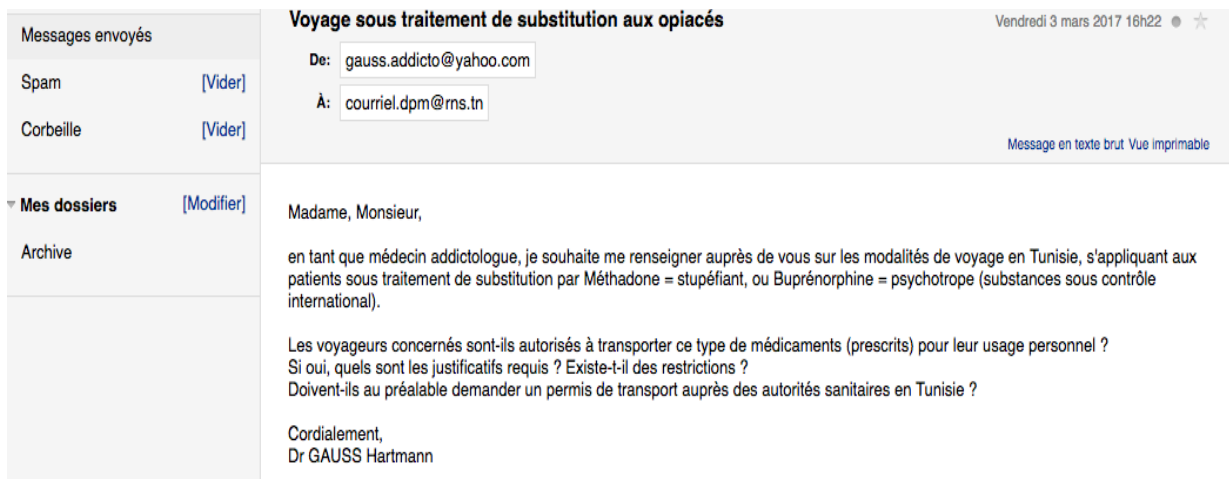 Messages envoyés
Spam [Vider]
Corbeille [Vider]
Mes dossiers [Modifier]
Archive
Voyage sous traitement de substitution aux opiacés
Vendredi 3 mars 2017 16h22
De: gauss.addicto@yahoo.com
À: courriel.dpm@rns.tn
Message en texte brut Vue imprimable
Madame, Monsieur,
en tant que médecin addictologue, je souhaite me renseigner auprès de vous sur les modalités de voyage en Tunisie, s'appliquant aux
patients sous traitement de substitution par Méthadone = stupéfiant, ou Buprénorphine = psychotrope (substances sous contrôle
international).
Les voyageurs concernés sont-ils autorisés à transporter ce type de médicaments (prescrits) pour leur usage personnel ?
Si oui, quels sont les justificatifs requis ? Existe-t-il des restrictions ?
Doivent-ils au préalable demander un permis de transport auprès des autorités sanitaires en Tunisie ?
Cordialement,
Dr GAUSS Hartmann